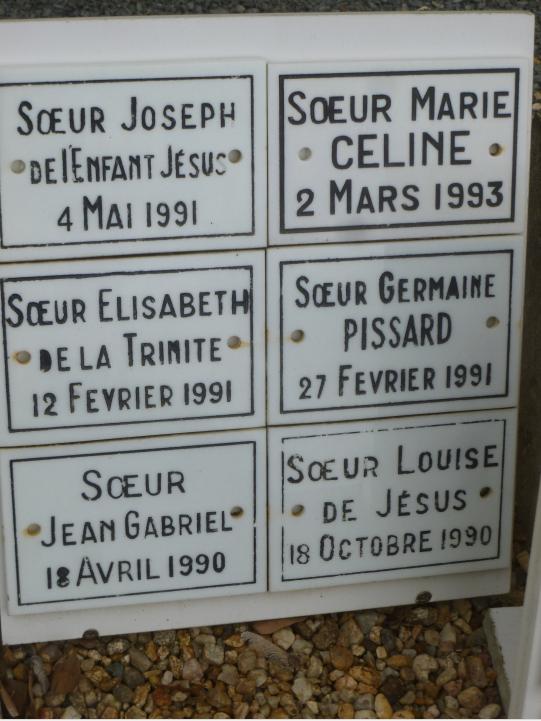 SŒUR JOSEPH
DE L'ENFANT JÉSUS
4 MAI 1991
SŒUR MARIE
CELINE
2 MARS 1993
SŒUR ELISABETH
DE LA TRINITE
12 FEVRIER 1991
SŒUR GERMAINE
PISSARD
27 FEVRIER 1991
SŒUR
JEAN GABRIEL
18 AVRIL 1990
SŒUR LOUISE
DE JÉSUS
18 OCTOBRE 1990